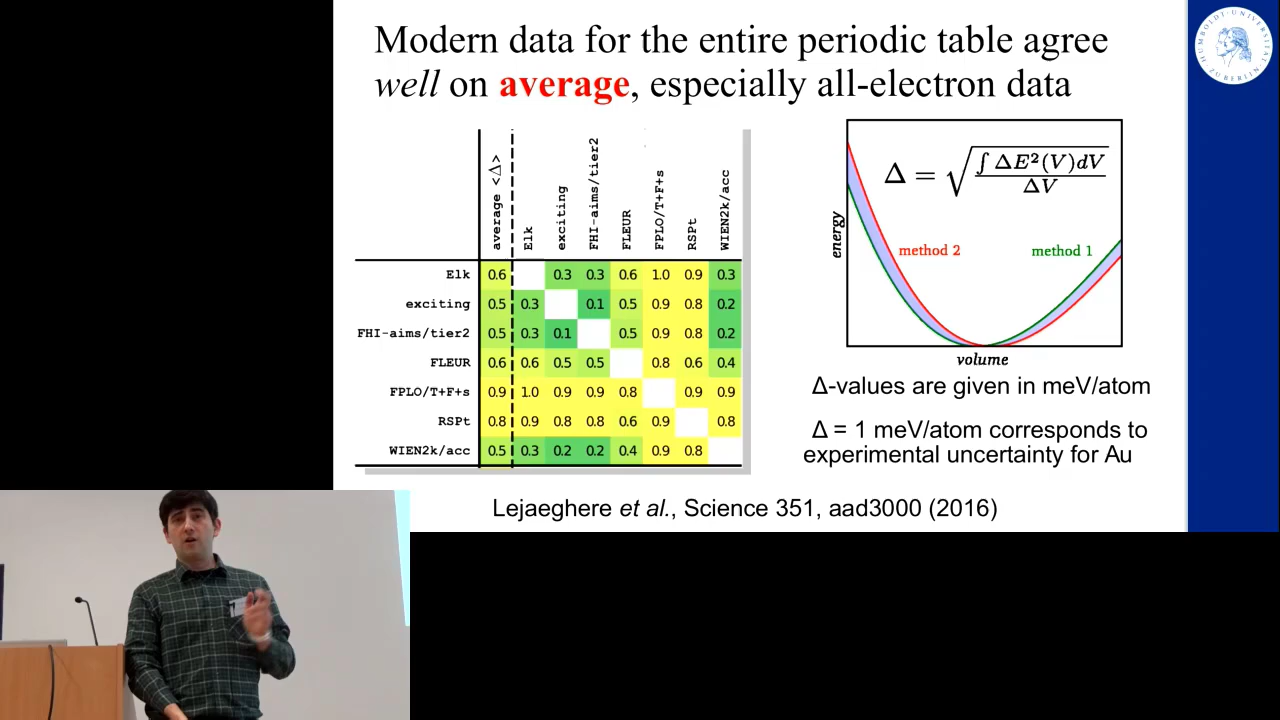 Modern data for the entire periodic table agree
well on average, especially all-electron data
average <Δ> Elk exciting FHI-aims/tier2 FLEUR FPLO/T+F+s RSPt WIEN2k/acc
Elk 0.6 0.3 0.3 0.6 1.0 0.9 0.3
exciting 0.5 0.3 0.1 0.5 0.9 0.8 0.2
FHI-aims/tier2 0.5 0.3 0.1 0.5 0.9 0.8 0.2
FLEUR 0.6 0.6 0.5 0.5 0.8 0.6 0.4
FPLO/T+F+s 0.9 1.0 0.9 0.9 0.8 0.9 0.9
RSPt 0.8 0.9 0.8 0.8 0.6 0.9 0.8
WIEN2k/acc 0.5 0.3 0.2 0.2 0.4 0.9 0.8
Δ = √(∫ ΔE²(V)dV / ΔV)
energy
method 2 method 1
volume
Δ-values are given in meV/atom
Δ = 1 meV/atom corresponds to
experimental uncertainty for Au
Lejaeghere et al., Science 351, aad3000 (2016)
HUMBOLDT-UNIVERSITÄT ZU BERLIN